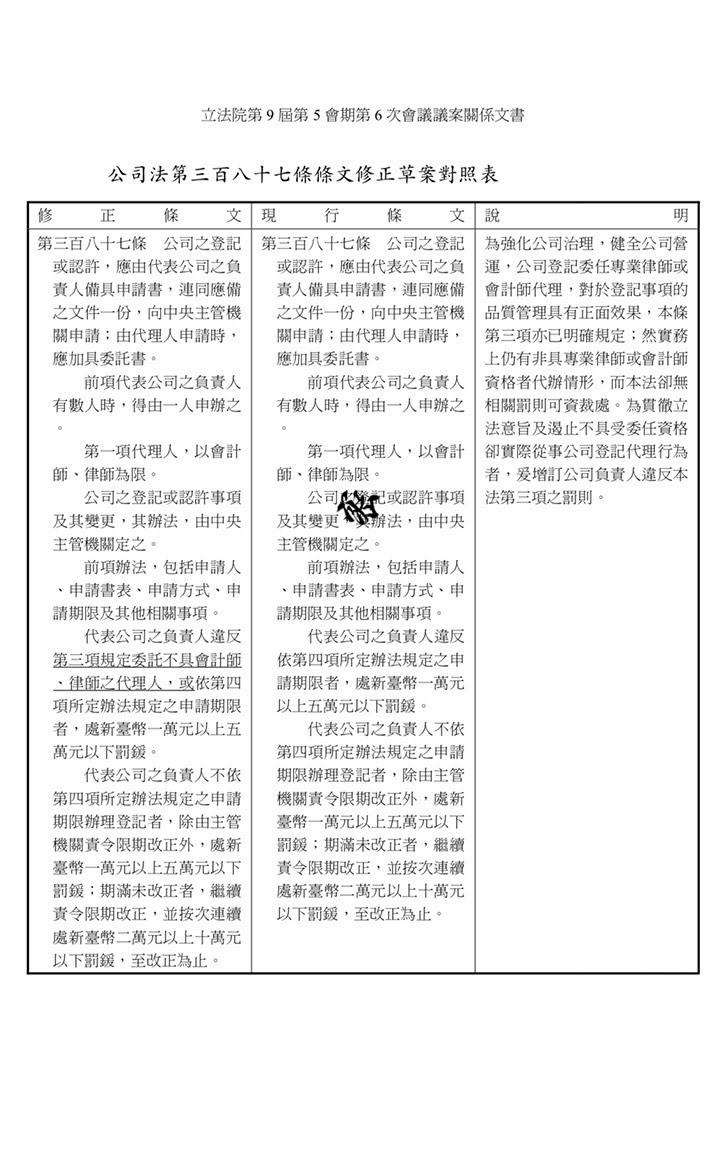 立法院第 9 屆第 5 會期第 6 次會議議案關係文書
公司法第三百八十七條條文修正草案對照表
修正條文
現行條文
說明
第三百八十七條　公司之登記
或認許，應由代表公司之負
責人備具申請書，連同應備
之文件一份，向中央主管機
關申請；由代理人申請時，
應加具委託書。
前項代表公司之負責人
有數人時，得由一人申辦之
。
第一項代理人，以會計
師、律師為限。
公司之登記或認許事項
及其變更，其辦法，由中央
主管機關定之。
前項辦法，包括申請人
、申請書表、申請方式、申
請期限及其他相關事項。
代表公司之負責人違反
第三項規定委託不具會計師
、律師之代理人，或依第四
項所定辦法規定之申請期限
者，處新臺幣一萬元以上五
萬元以下罰鍰。
代表公司之負責人不依
第四項所定辦法規定之申請
期限辦理登記者，除由主管
機關責令限期改正外，處新
臺幣一萬元以上五萬元以下
罰鍰；期滿未改正者，繼續
責令限期改正，並按次連續
處新臺幣二萬元以上十萬元
以下罰鍰，至改正為止。
第三百八十七條　公司之登記
或認許，應由代表公司之負
責人備具申請書，連同應備
之文件一份，向中央主管機
關申請；由代理人申請時，
應加具委託書。
前項代表公司之負責人
有數人時，得由一人申辦之
。
第一項代理人，以會計
師、律師為限。
公司之登記或認許事項
及其變更，其辦法，由中央
主管機關定之。
前項辦法，包括申請人
、申請書表、申請方式、申
請期限及其他相關事項。
代表公司之負責人違反
依第四項所定辦法規定之申
請期限者，處新臺幣一萬元
以上五萬元以下罰鍰。
代表公司之負責人不依
第四項所定辦法規定之申請
期限辦理登記者，除由主管
機關責令限期改正外，處新
臺幣一萬元以上五萬元以下
罰鍰；期滿未改正者，繼續
責令限期改正，並按次連續
處新臺幣二萬元以上十萬元
以下罰鍰，至改正為止。
為強化公司治理，健全公司營
運，公司登記委任專業律師或
會計師代理，對於登記事項的
品質管理具有正面效果，本條
第三項亦已明確規定；然實務
上仍有非具專業律師或會計師
資格者代辦情形，而本法卻無
相關罰則可資裁處。為貫徹立
法意旨及遏止不具受委任資格
卻實際從事公司登記代理行為
者，爰增訂公司負責人違反本
法第三項之罰則。